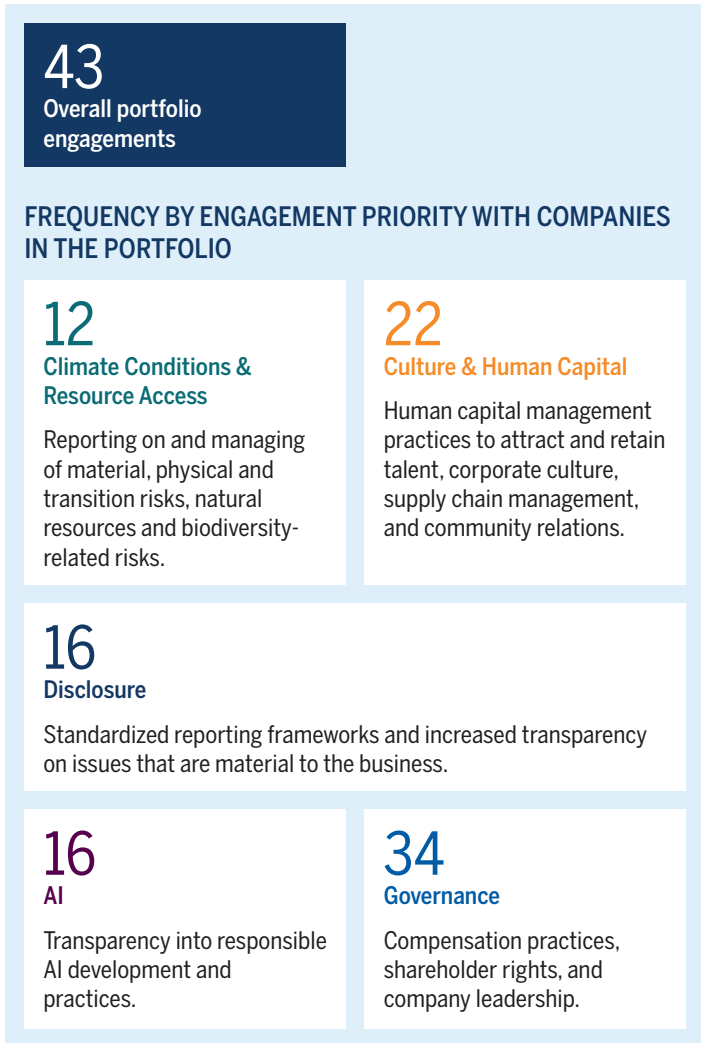 43
Overall portfolio
engagements
FREQUENCY BY ENGAGEMENT PRIORITY WITH COMPANIES
IN THE PORTFOLIO
12
Climate Conditions &
Resource Access
Reporting on and managing
of material, physical and
transition risks, natural
resources and biodiversity-
related risks.
22
Culture & Human Capital
Human capital management
practices to attract and retain
talent, corporate culture,
supply chain management,
and community relations.
16
Disclosure
Standardized reporting frameworks and increased transparency
on issues that are material to the business.
16
AI
Transparency into responsible
AI development and
practices.
34
Governance
Compensation practices,
shareholder rights, and
company leadership.